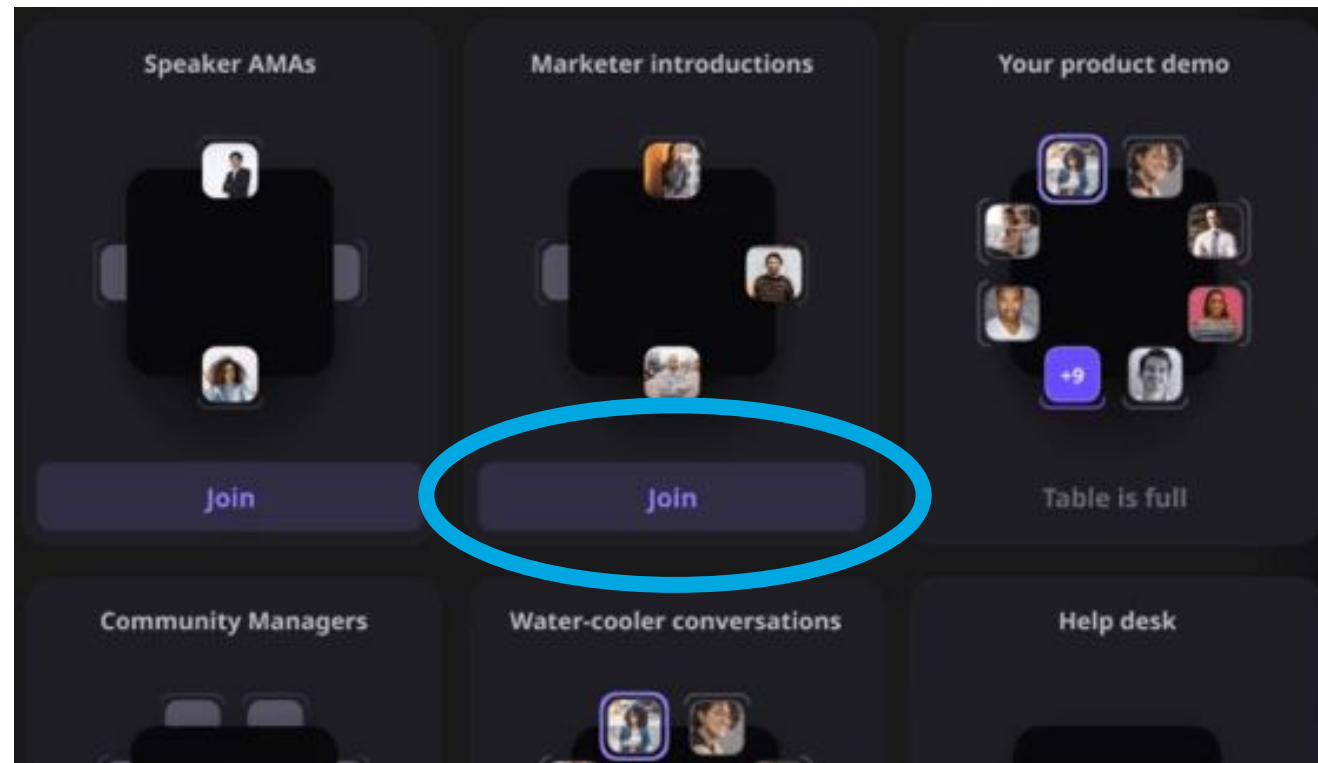 Speaker AMAs
Marketer introductions
Your product demo
+9
Join
Join
Table is full
Community Managers
Water-cooler conversations
Help desk